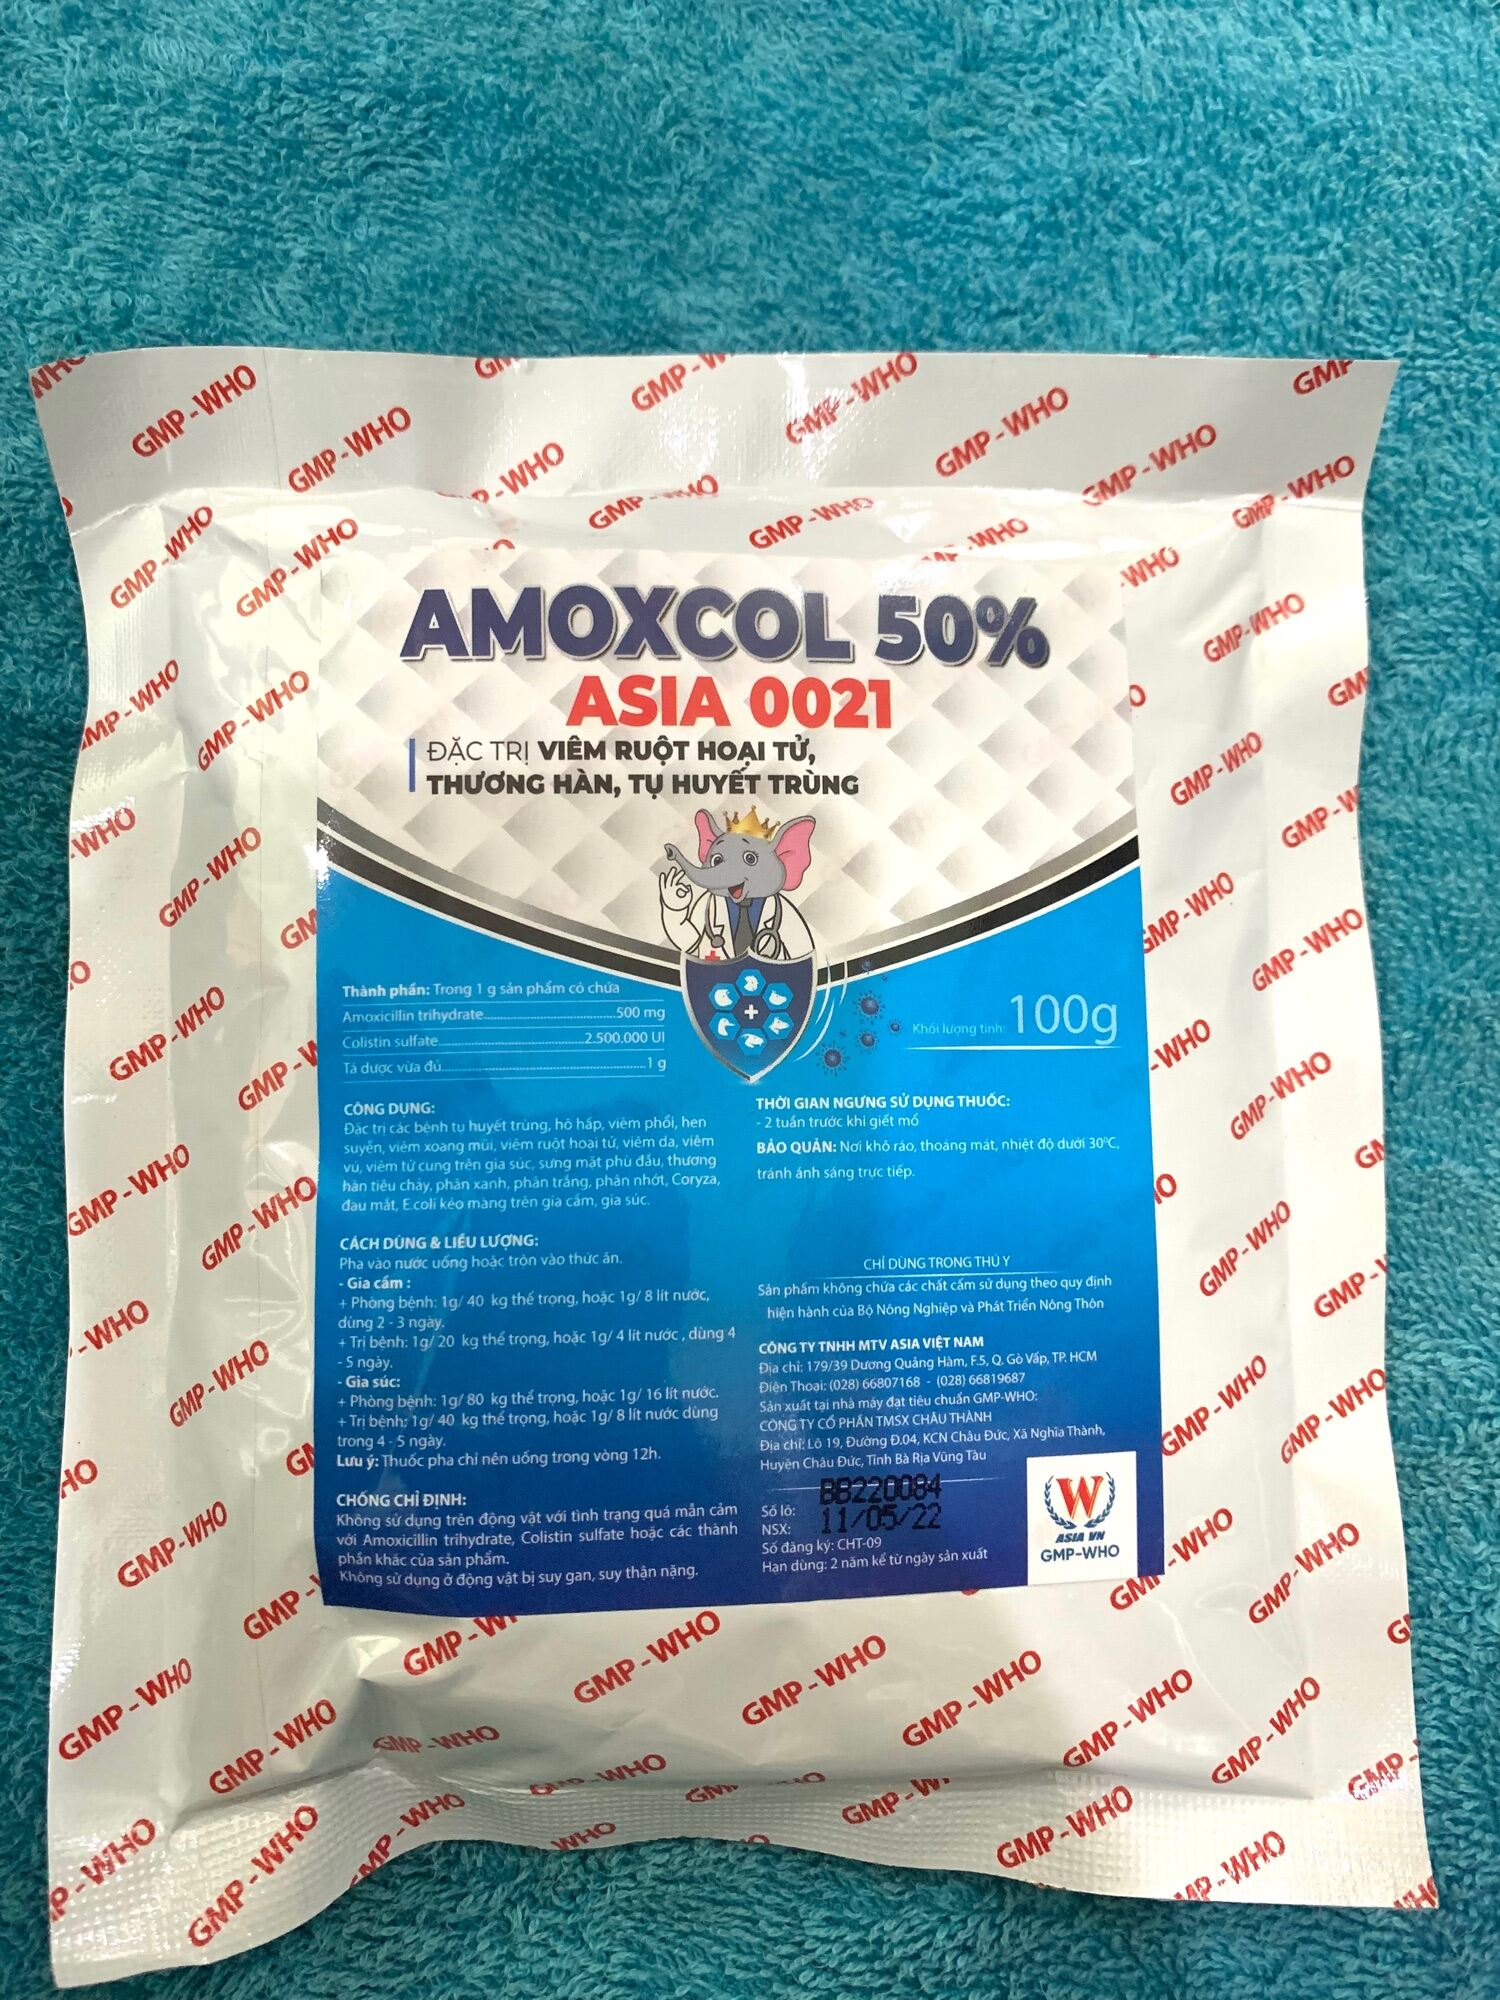 AMOXCOL 50%
ASIA 0021
ĐẶC TRỊ VIÊM RUỘT HOẠI TỬ,
THƯƠNG HÀN, TỤ HUYẾT TRÙNG
Thành phần: Trong 1 g sản phẩm có chứa
Amoxicillin trihydrate...500 mg
Colistin sulfate...2.500.000 UI
Tá dược vừa đủ...1 g
Khối lượng tịnh: 100g
CÔNG DỤNG:
Đặc trị các bệnh tụ huyết trùng, hô hấp, viêm phổi, hen
suyễn, viêm xoang mũi, viêm ruột hoại tử, viêm da, viêm
vú, viêm tử cung trên gia súc, sưng mặt phù đầu, thương
hàn tiêu chảy, phân xanh, phân trắng, phân nhớt, Coryza,
đau mắt, E.coli kéo màng trên gia cầm, gia súc.
CÁCH DÙNG & LIỀU LƯỢNG:
Pha vào nước uống hoặc trộn vào thức ăn.
- Gia cầm :
+ Phòng bệnh: 1g/ 40 kg thể trọng, hoặc 1g/ 8 lít nước,
dùng 2 - 3 ngày.
+ Trị bệnh: 1g/ 20 kg thể trọng, hoặc 1g/ 4 lít nước , dùng 4
- 5 ngày.
- Gia súc:
+ Phòng bệnh: 1g/ 80 kg thể trọng, hoặc 1g/ 16 lít nước.
+ Trị bệnh: 1g/ 40 kg thể trọng, hoặc 1g/ 8 lít nước dùng
trong 4 - 5 ngày.
Lưu ý: Thuốc pha chỉ nên uống trong vòng 12h.
CHỐNG CHỈ ĐỊNH:
Không sử dụng trên động vật với tình trạng quá mẫn cảm
với Amoxicillin trihydrate, Colistin sulfate hoặc các thành
phần khác của sản phẩm.
Không sử dụng ở động vật bị suy gan, suy thận nặng.
THỜI GIAN NGƯNG SỬ DỤNG THUỐC:
- 2 tuần trước khi giết mổ
BẢO QUẢN: Nơi khô ráo, thoáng mát, nhiệt độ dưới 30°C,
tránh ánh sáng trực tiếp.
CHỈ DÙNG TRONG THÚ Y
Sản phẩm không chứa các chất cấm sử dụng theo quy định
hiện hành của Bộ Nông Nghiệp và Phát Triển Nông Thôn
CÔNG TY TNHH MTV ASIA VIỆT NAM
Địa chỉ: 179/39 Dương Quảng Hàm, F.5, Q. Gò Vấp, TP. HCM
Điện Thoại: (028) 66807168 - (028) 66819687
Sản xuất tại nhà máy đạt tiêu chuẩn GMP-WHO:
CÔNG TY CỔ PHẦN TMSX CHÂU THÀNH
Địa chỉ: Lô 19, Đường Đ.04, KCN Châu Đức, Xã Nghĩa Thành,
Huyện Châu Đức, Tỉnh Bà Rịa Vũng Tàu
Số lô: BB220084
NSX: 11/05/22
Số đăng ký: CHT-09
Hạn dùng: 2 năm kể từ ngày sản xuất
W
ASIA VN
GMP-WHO
GMP-WHO